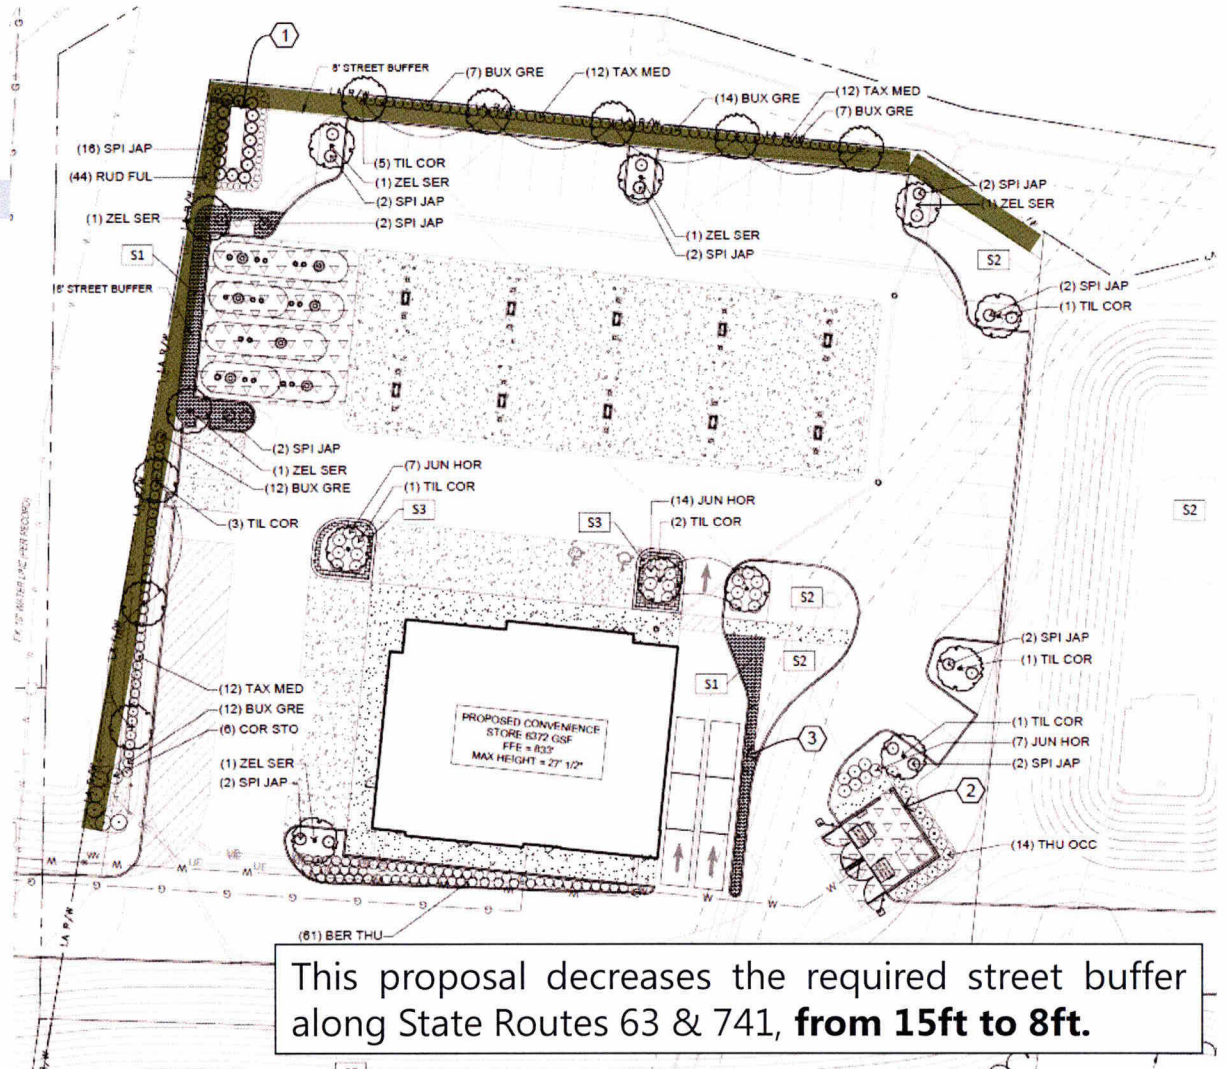 1
8' STREET BUFFER
(7) BUX GRE
(12) TAX MED
(12) TAX MED
(14) BUX GRE
(7) BUX GRE
(16) SPI JAP
(44) RUD FUL
(5) TIL COR
(1) ZEL SER
(2) SPI JAP
(2) SPI JAP
(1) ZEL SER
(2) SPI JAP
(2) SPI JAP
(1) ZEL SER
(1) ZEL SER
S1
S2
8' STREET BUFFER
(2) SPI JAP
(1) TIL COR
(2) SPI JAP
(1) ZEL SER
(12) BUX GRE
(3) TIL COR
(7) JUN HOR
(1) TIL COR
S3
(14) JUN HOR
(2) TIL COR
S3
S2
S2
S2
S1
(2) SPI JAP
(1) TIL COR
(12) TAX MED
(12) BUX GRE
(6) COR STO
PROPOSED CONVENIENCE
STORE 6372 GSF
FFE = 833'
MAX HEIGHT = 27' 1/2"
3
(1) TIL COR
(7) JUN HOR
(2) SPI JAP
2
(1) ZEL SER
(2) SPI JAP
(14) THU OCC
(61) BER THU
LA R/W
This proposal decreases the required street buffer
along State Routes 63 & 741, from 15ft to 8ft.